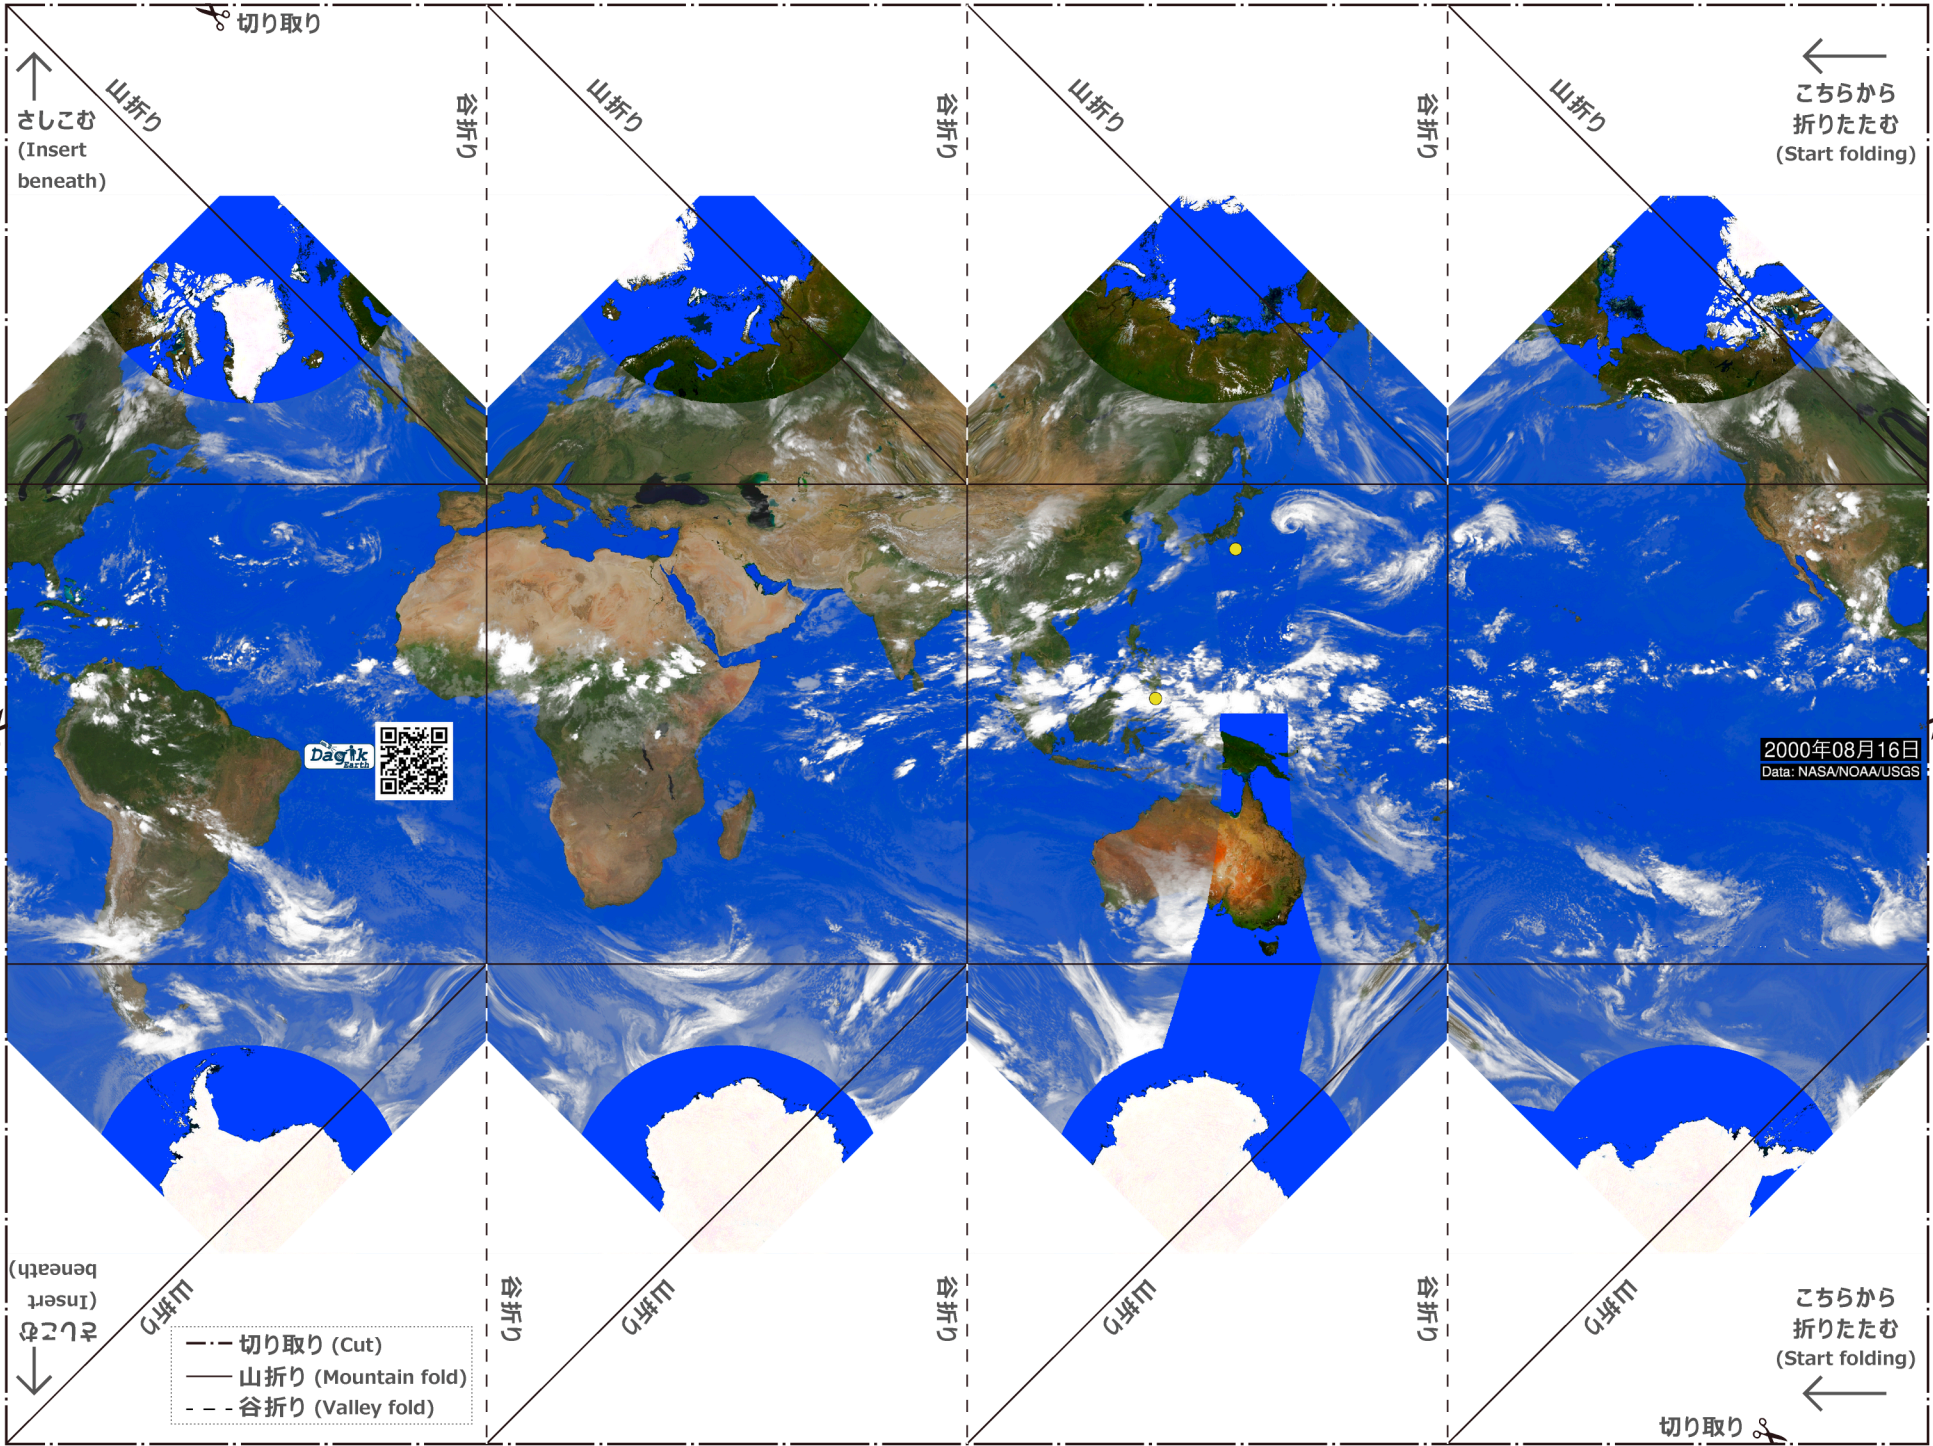 切り取り
山折り
谷折り
山折り
谷折り
山折り
谷折り
山折り
こちらから
折りたたむ
(Start folding)
さしこむ
(Insert
beneath)
Dagik
Earth
2000年08月16日
Data: NASA/NOAA/USGS
さしこむ
(Insert
beneath)
山折り
谷折り
山折り
谷折り
山折り
谷折り
山折り
こちらから
折りたたむ
(Start folding)
切り取り (Cut)
山折り (Mountain fold)
谷折り (Valley fold)
切り取り